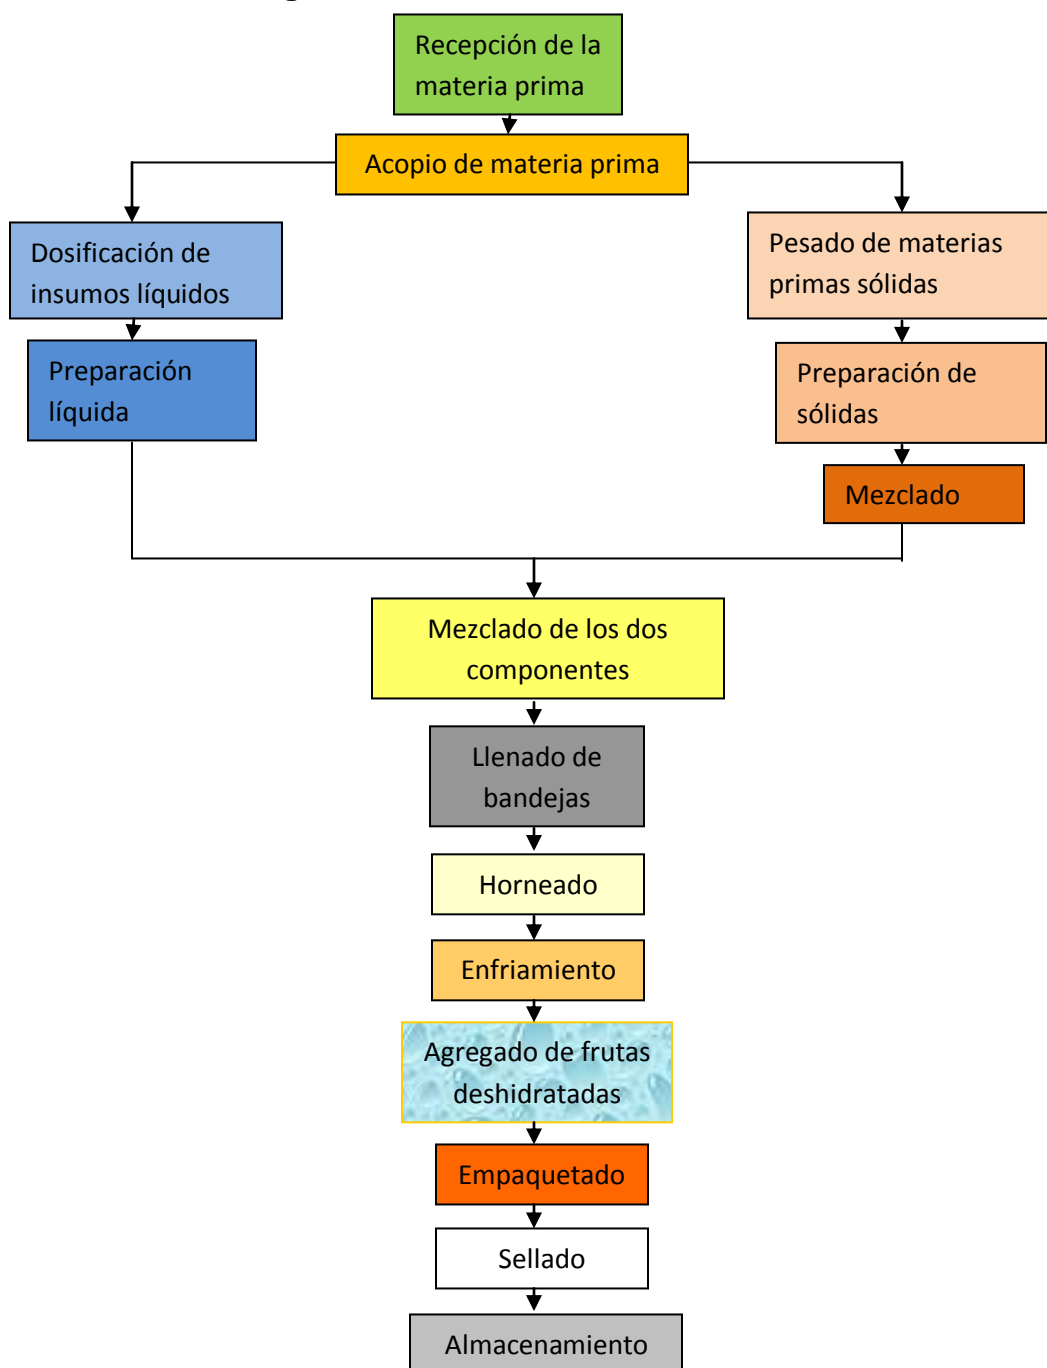 Recepción de la
materia prima
Acopio de materia prima
Dosificación de
insumos líquidos
Pesado de materias
primas sólidas
Preparación
líquida
Preparación de
sólidas
Mezclado
Mezclado de los dos
componentes
Llenado de
bandejas
Horneado
Enfriamiento
Agregado de frutas
deshidratadas
Empaquetado
Sellado
Almacenamiento